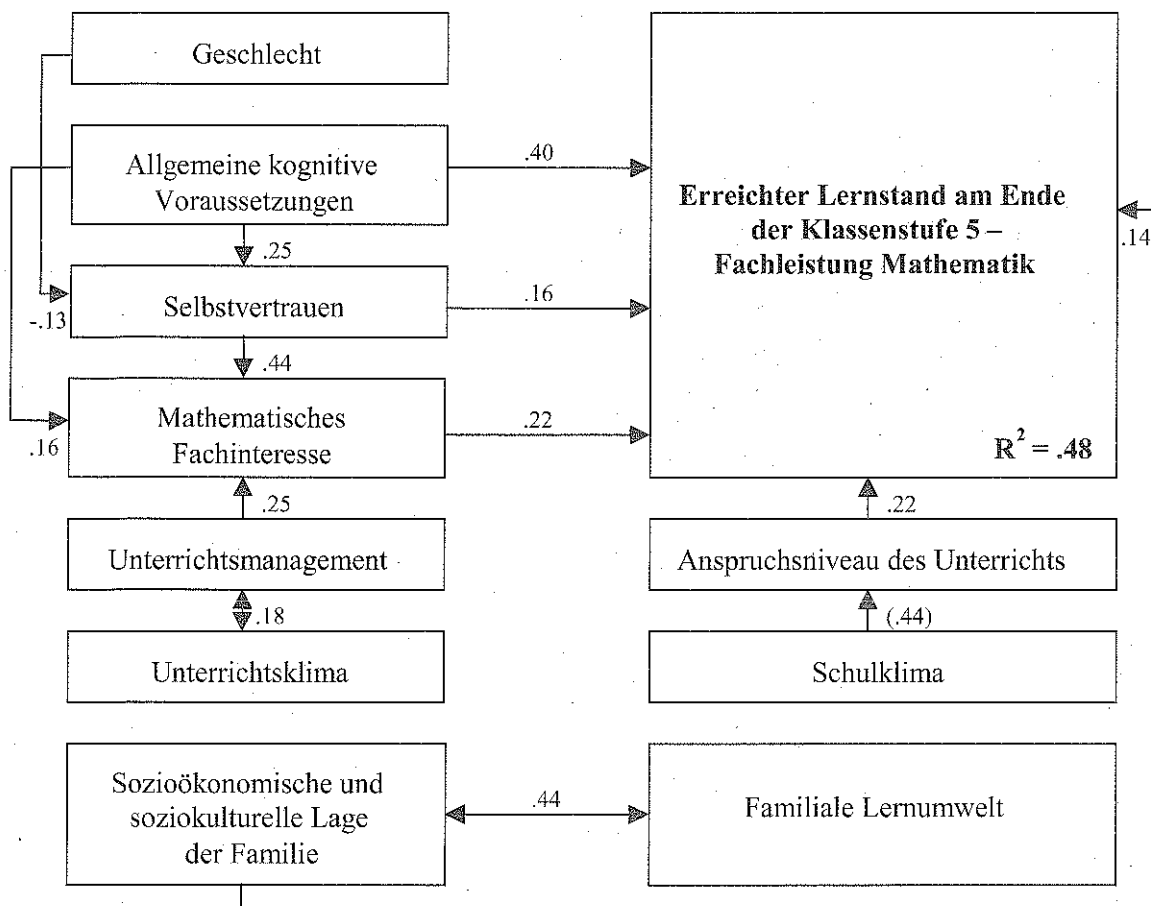 Geschlecht
Allgemeine kognitive
Voraussetzungen
.40
Erreichter Lernstand am Ende
der Klassenstufe 5 –
Fachleistung Mathematik
.14
.25
Selbstvertrauen
-.13
.16
.44
Mathematisches
Fachinteresse
.16
.22
R² = .48
.25
.22
Unterrichtsmanagement
Anspruchsniveau des Unterrichts
.18
(.44)
Unterrichtsklima
Schulklima
Sozioökonomische und
soziokulturelle Lage
der Familie
.44
Familiale Lernumwelt